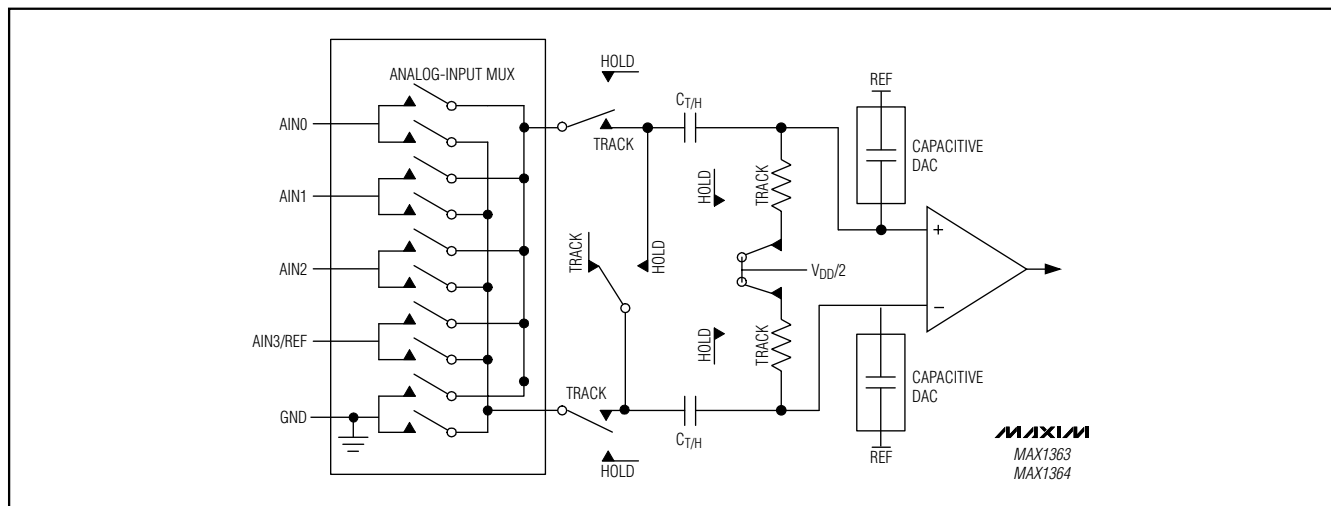 HOLD
ANALOG-INPUT MUX
REF
C_T/H
AIN0
TRACK
CAPACITIVE
DAC
HOLD
TRACK
AIN1
TRACK
HOLD
AIN2
V_DD/2
HOLD
TRACK
AIN3/REF
TRACK
CAPACITIVE
DAC
GND
C_T/H
HOLD
REF
MAXIM
MAX1363
MAX1364